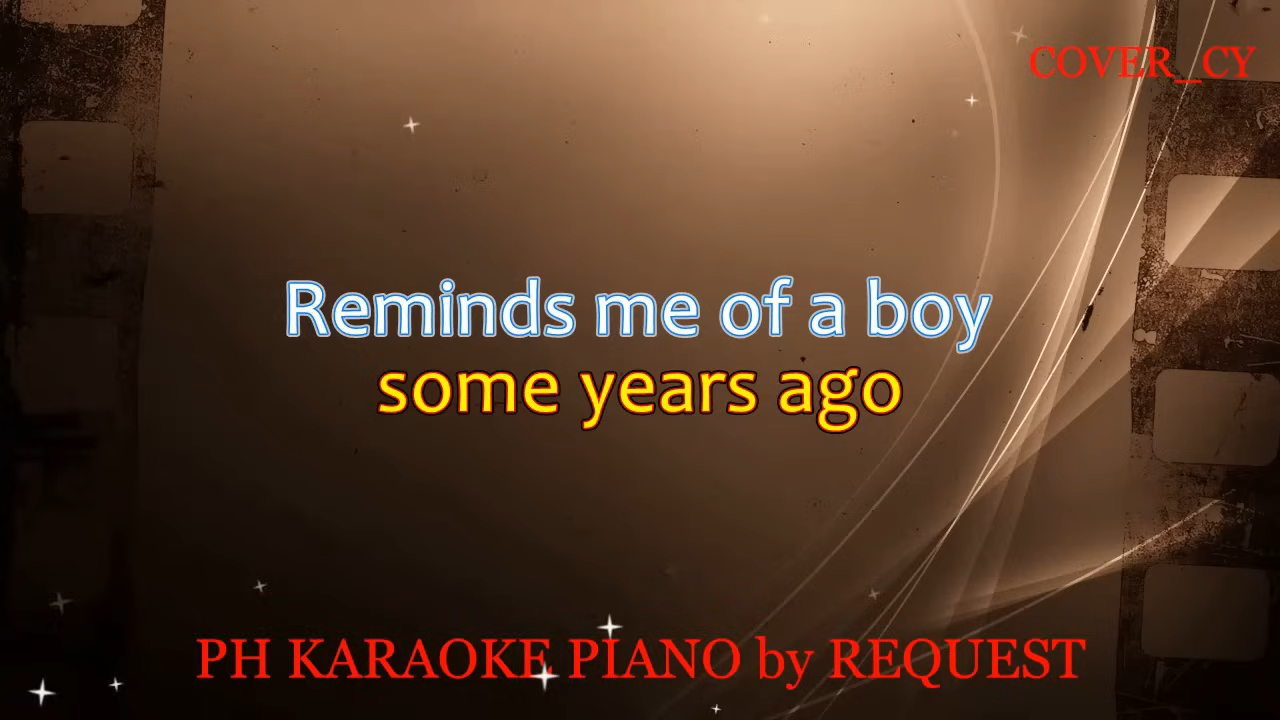 COVER_CY
Reminds me of a boy
some years ago
PH KARAOKE PIANO by REQUEST